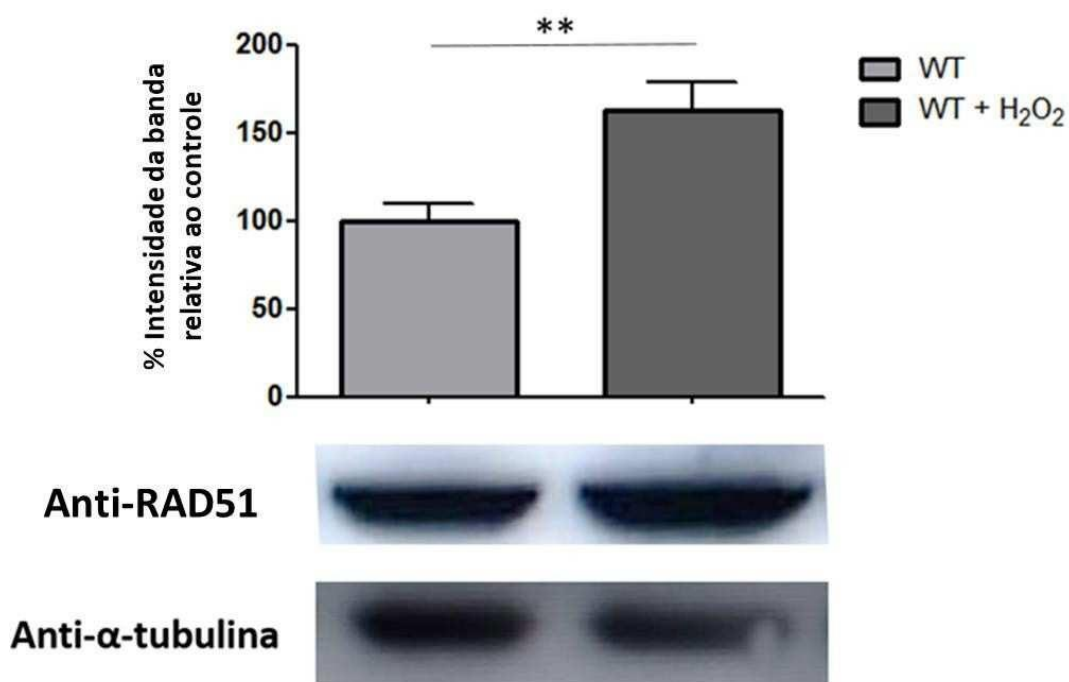 **
200
150
100
50
0
% Intensidade da banda
relativa ao controle
WT
WT + H₂O₂
Anti-RAD51
Anti-α-tubulina